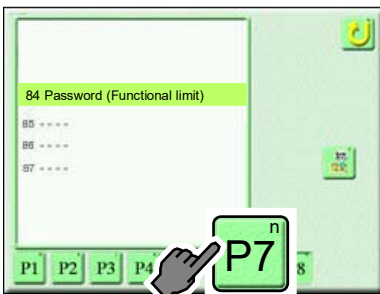 84 Password (Functional limit)
85 ----
86 ----
87 ----
n
P7
P1 P2 P3 P4 8